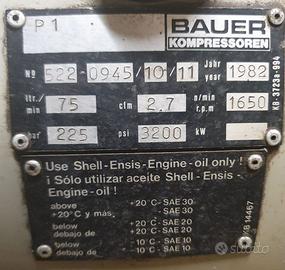 P 1
BAUER
KOMPRESSOREN
No 522-0945/10/11 Jahr year 1982
ltr./min 75 cfm 2,7 n/min r.p.m 1650
bar 225 psi 3200 kW
KB-3723a-994
Use Shell-Ensis-Engine-oil only !
¡ Sólo utilizar aceite Shell-Ensis-
Engine-oil !
above +20°C-SAE 30
+20°C y más. +20°C-SAE 30
below +20°C-SAE 20
debajo de +20°C-SAE 20
below -10°C-SAE 10
debajo de -10°C-SAE 10
subito